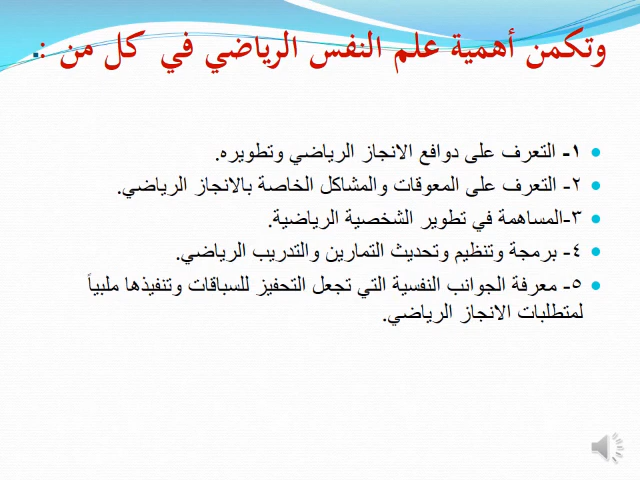 وتكمن أهمية علم النفس الرياضي في كل من :.
١- التعرف على دوافع الانجاز الرياضي وتطويره.
٢- التعرف على المعوقات والمشاكل الخاصة بالانجاز الرياضي.
٣-المساهمة في تطوير الشخصية الرياضية.
٤- برمجة وتنظيم وتحديث التمارين والتدريب الرياضي.
٥- معرفة الجوانب النفسية التي تجعل التحفيز للسباقات وتنفيذها ملبياً
لمتطلبات الانجاز الرياضي.